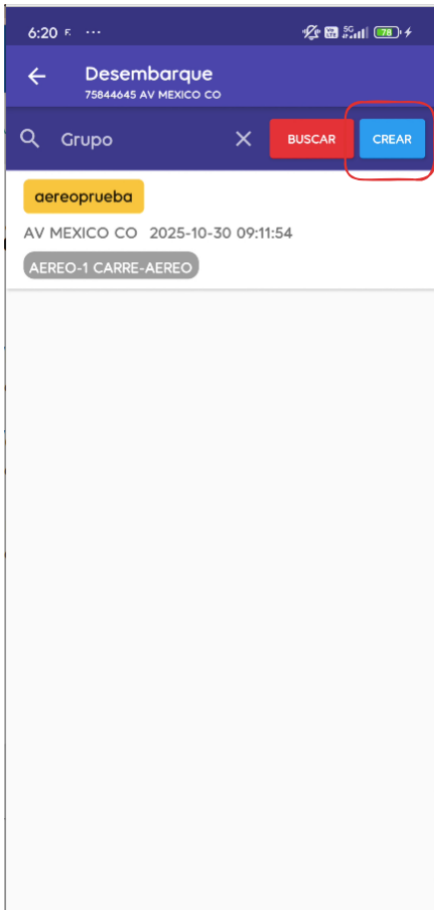 6:20
Desembarque
75844645 AV MEXICO CO
Grupo BUSCAR CREAR
aereoprueba
AV MEXICO CO 2025-10-30 09:11:54
AEREO-1 CARRE-AEREO